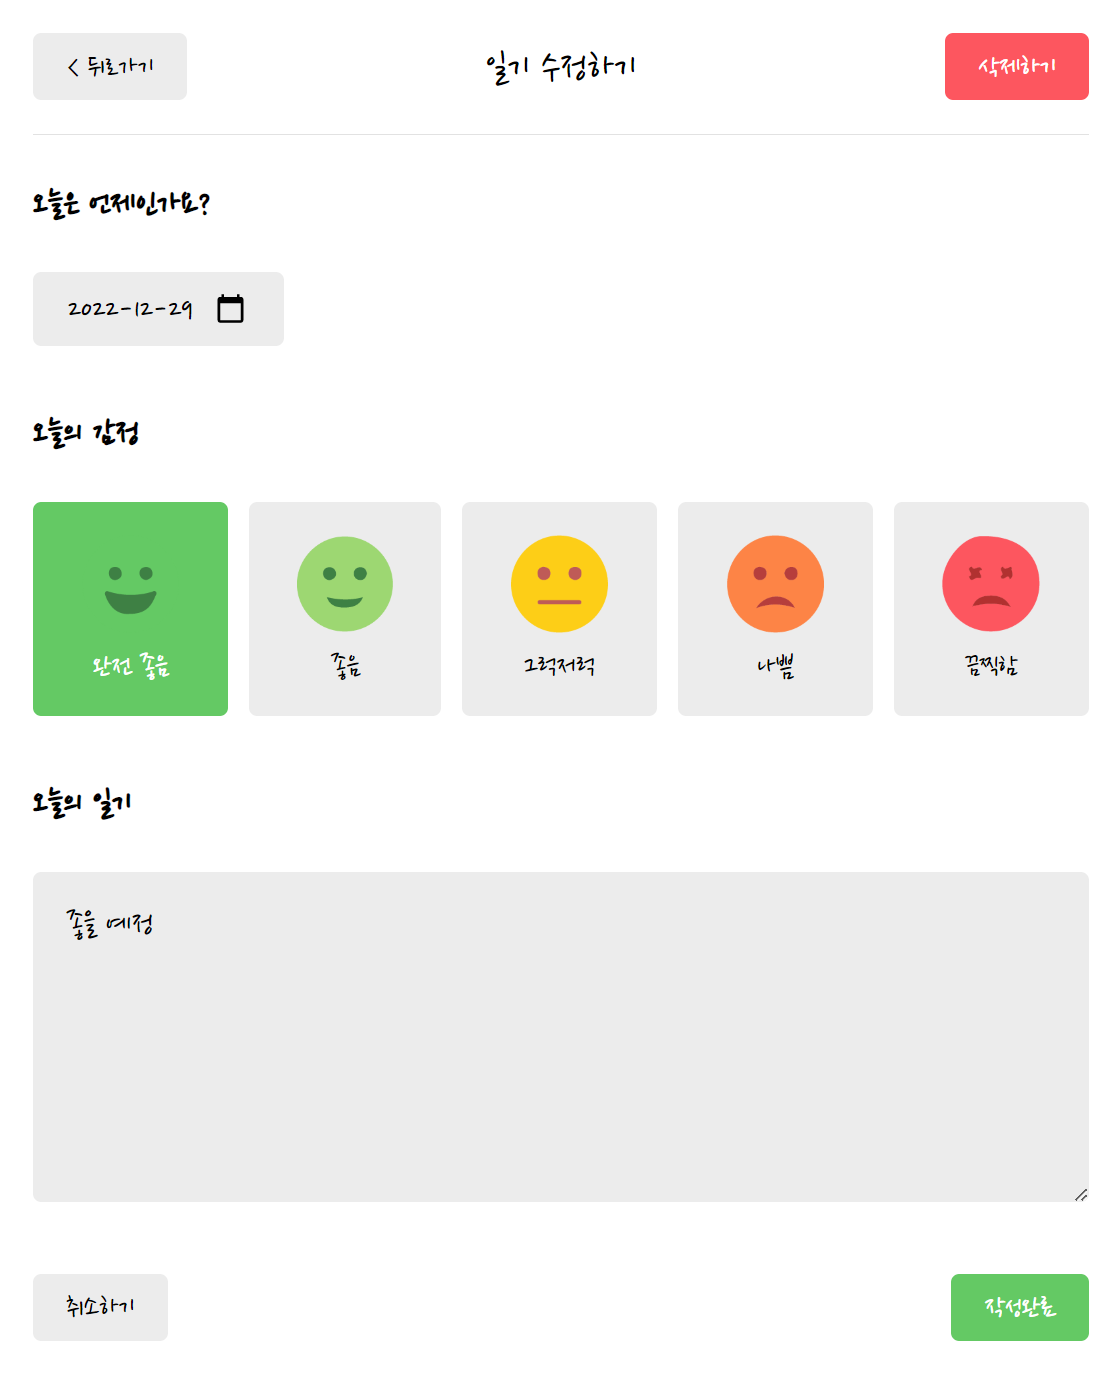 < 뒤로가기
일기 수정하기
삭제하기
오늘은 언제인가요?
2022-12-29
오늘의 감정
완전 좋음
좋음
그럭저럭
나쁨
끔찍함
오늘의 일기
좋을 예정
취소하기
작성완료